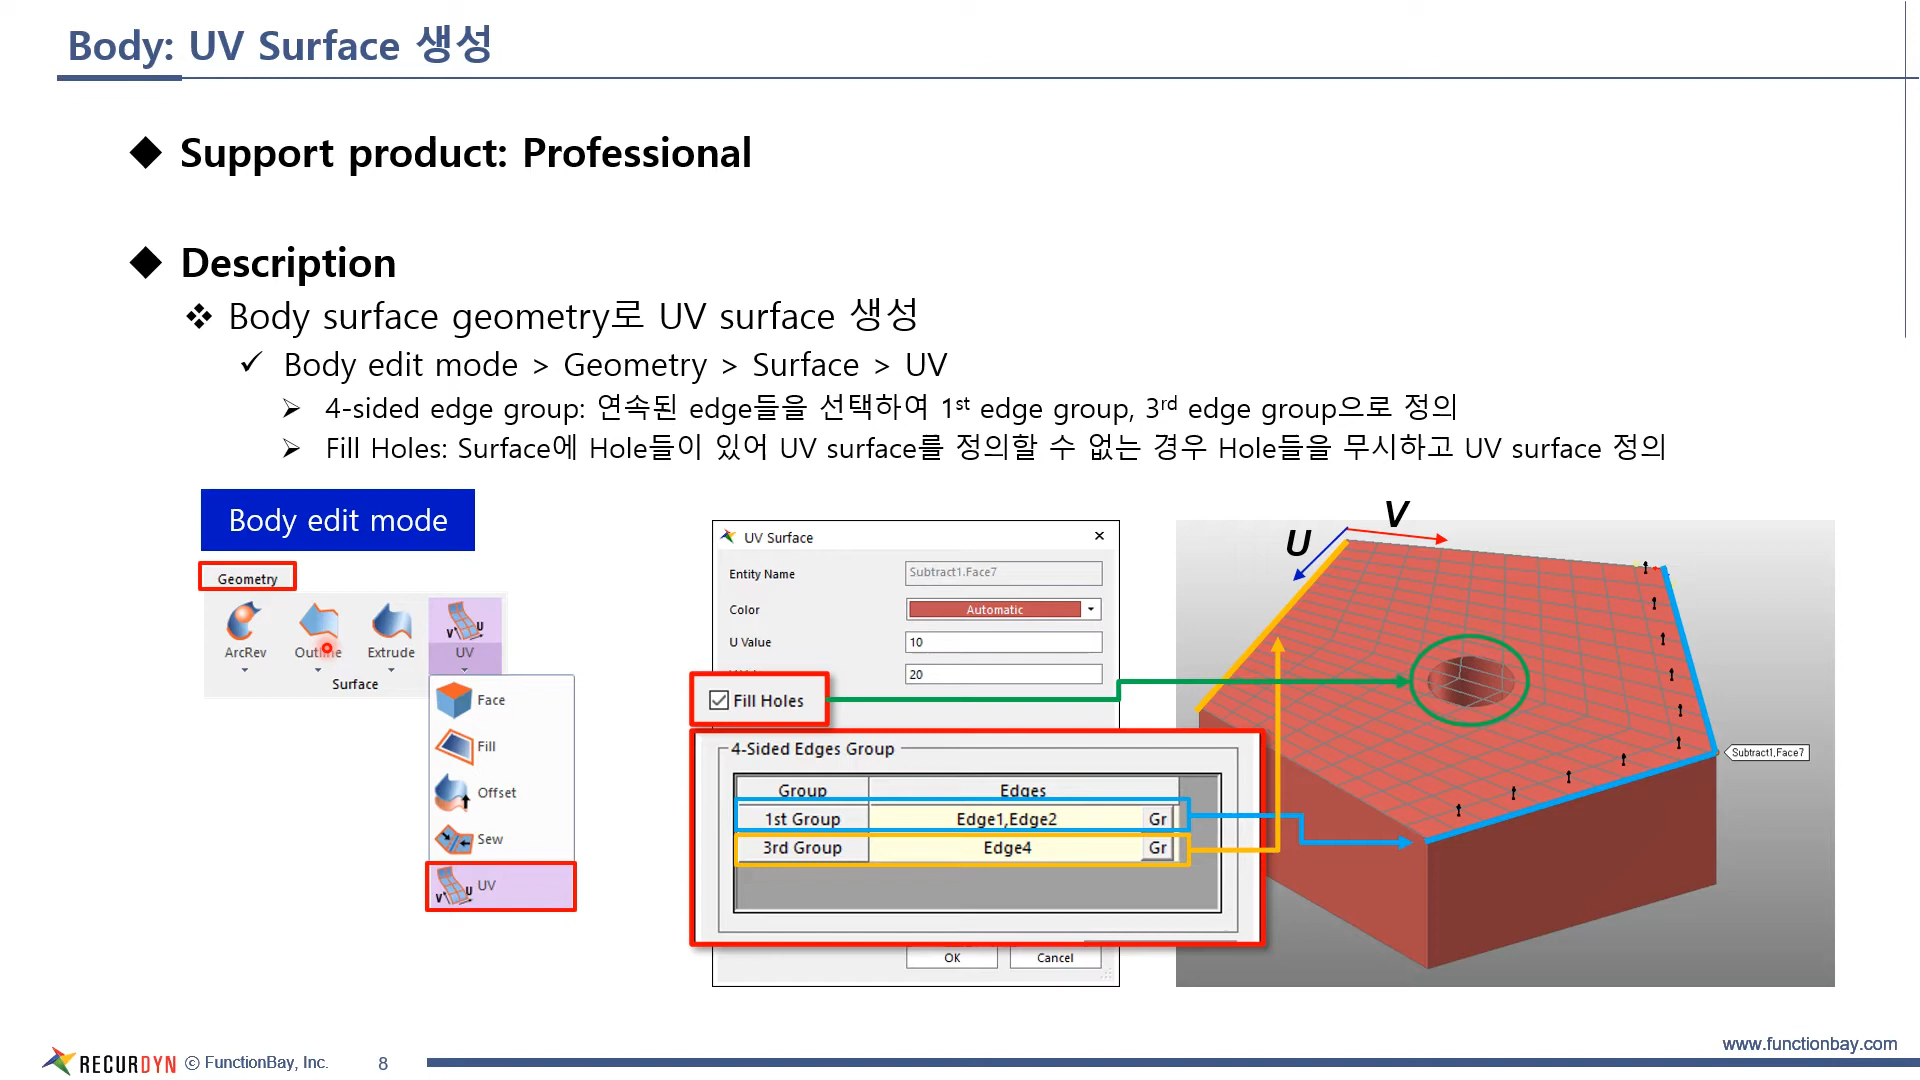 Body: UV Surface 생성
◆ Support product: Professional
◆ Description
❖ Body surface geometry로 UV surface 생성
✓ Body edit mode > Geometry > Surface > UV
➢ 4-sided edge group: 연속된 edge들을 선택하여 1st edge group, 3rd edge group으로 정의
➢ Fill Holes: Surface에 Hole들이 있어 UV surface를 정의할 수 없는 경우 Hole들을 무시하고 UV surface 정의
Body edit mode
Geometry
ArcRev Outline Extrude UV
Surface
Face
Fill
Offset
Sew
UV
UV Surface
Entity Name Subtract1.Face7
Color Automatic
U Value 10
20
Fill Holes
4-Sided Edges Group
Group Edges
1st Group Edge1,Edge2 Gr
3rd Group Edge4 Gr
OK Cancel
U V
Subtract1.Face7
RECURDYN © FunctionBay, Inc. 8
www.functionbay.com